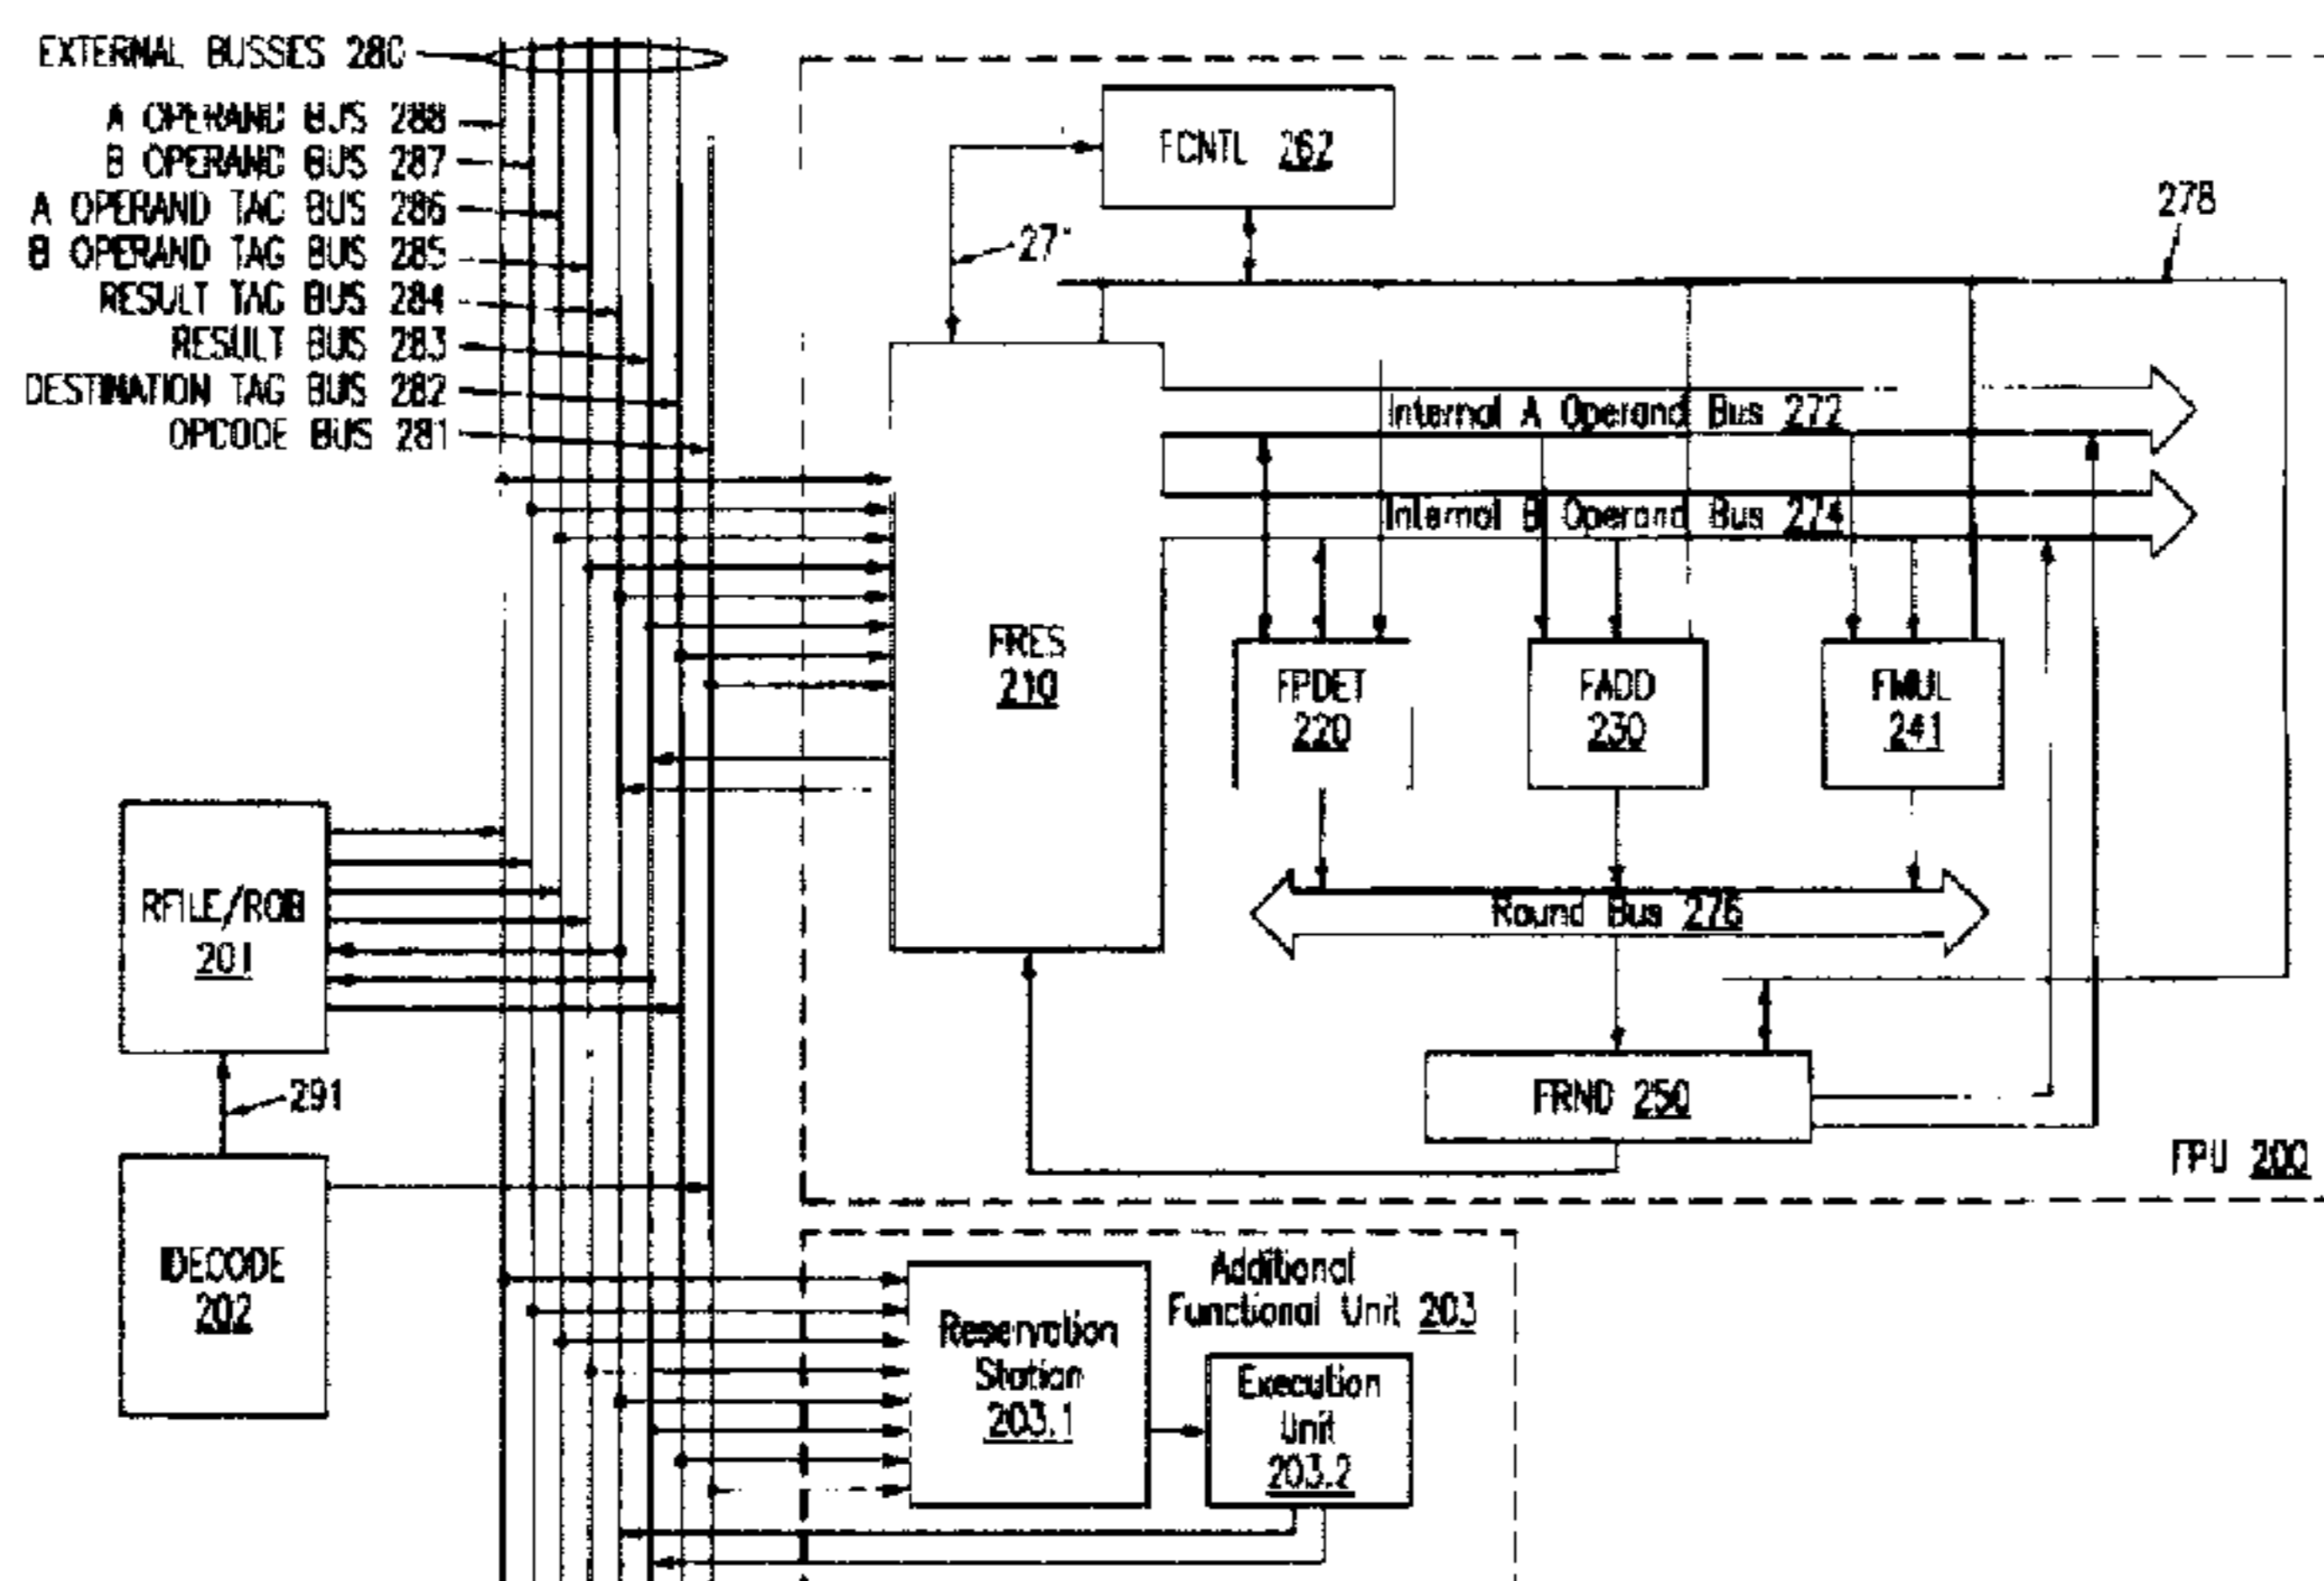 EXTERNAL BUSSES 280
A OPERAND BUS 288
B OPERAND BUS 287
A OPERAND TAG BUS 286
B OPERAND TAG BUS 285
RESULT TAG BUS 284
RESULT BUS 283
DESTINATION TAG BUS 282
OPCODE BUS 281
FCNTL 262
27
278
Internal A Operand Bus 272
Internal B Operand Bus 274
FRES
210
FPDET
220
FADD
230
FMUL
241
Round Bus 276
RFILE/ROB
201
291
FRND 250
FPU 200
IDECODE
202
Additional
Functional Unit 203
Reservation
Station
203.1
Execution
Unit
203.2